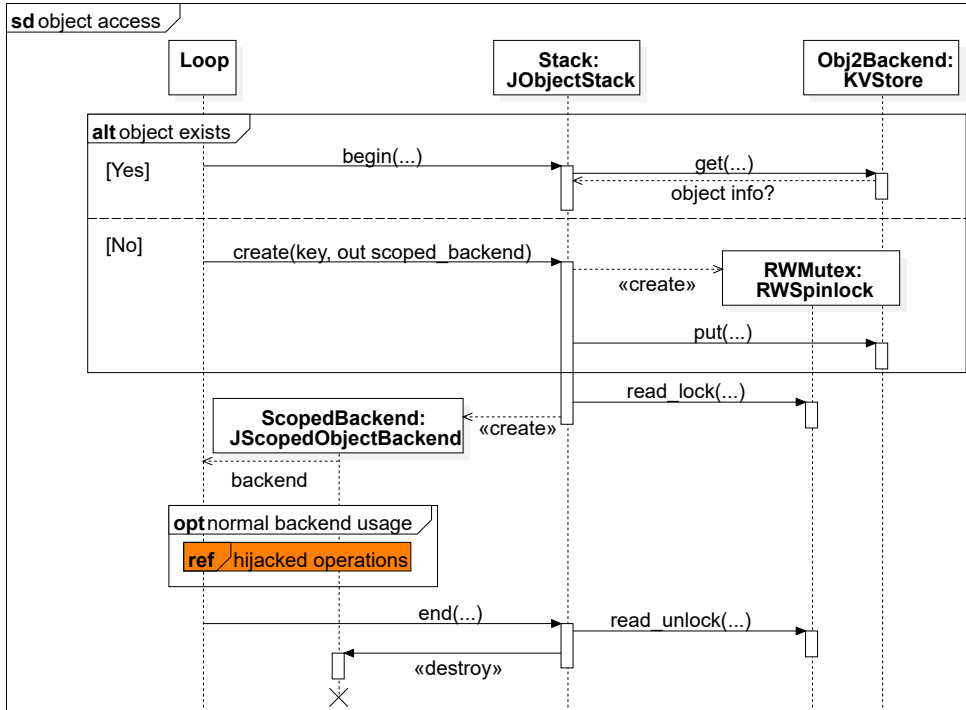 sd object access
Loop
Stack:
JObjectStack
Obj2Backend:
KVStore
alt object exists
[Yes]
begin(...)
get(...)
object info?
[No]
create(key, out scoped_backend)
«create»
RWMutex:
RWSpinlock
put(...)
read_lock(...)
ScopedBackend:
JScopedObjectBackend
«create»
backend
opt normal backend usage
ref hijacked operations
end(...)
read_unlock(...)
«destroy»